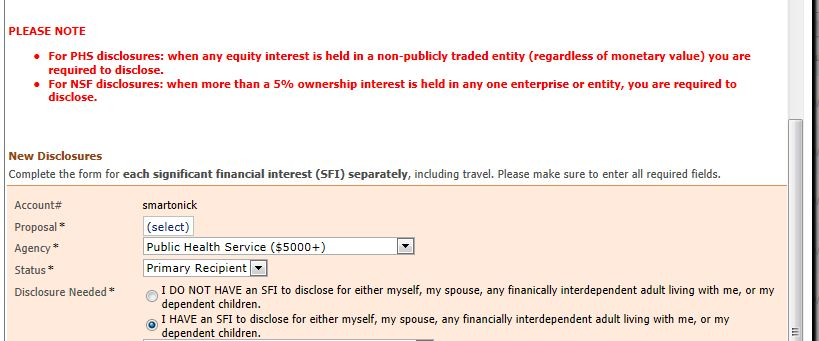 PLEASE NOTE
• For PHS disclosures: when any equity interest is held in a non-publicly traded entity (regardless of monetary value) you are
required to disclose.
• For NSF disclosures: when more than a 5% ownership interest is held in any one enterprise or entity, you are required to
disclose.
New Disclosures
Complete the form for each significant financial interest (SFI) separately, including travel. Please make sure to enter all required fields.
Account# smartonick
Proposal* (select)
Agency* Public Health Service ($5000+)
Status* Primary Recipient
Disclosure Needed* I DO NOT HAVE an SFI to disclose for either myself, my spouse, any finanically interdependent adult living with me, or my
dependent children.
I HAVE an SFI to disclose for either myself, my spouse, any financially interdependent adult living with me, or my
dependent children.